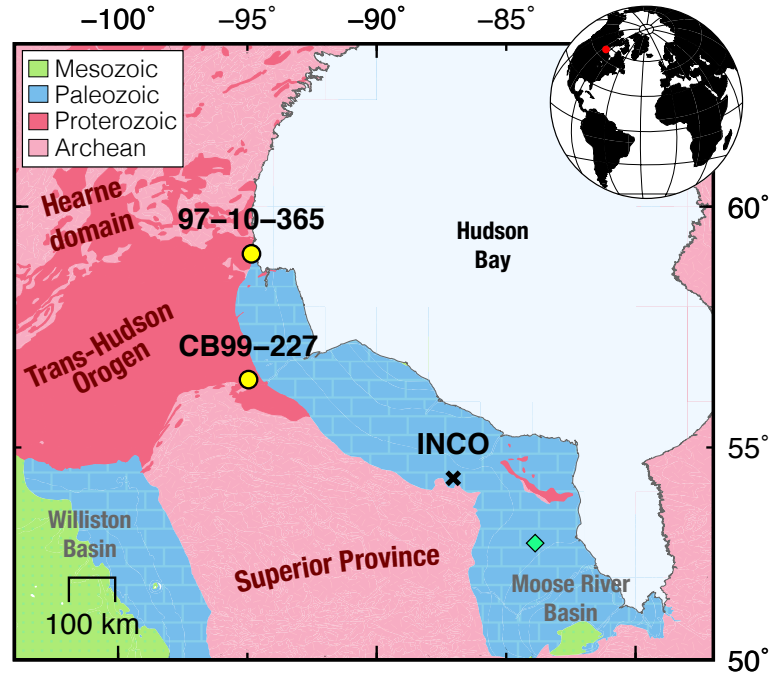 −100˚ −95˚ −90˚ −85˚
Mesozoic
Paleozoic
Proterozoic
Archean
Hearne
domain
97−10−365
60˚
Hudson
Bay
Trans-Hudson
Orogen
CB99−227
INCO
55˚
Williston
Basin
Superior Province
Moose River
Basin
100 km
50˚